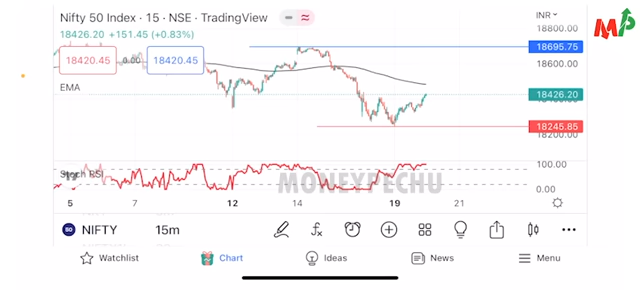 Nifty 50 Index · 15 · NSE - TradingView
INR
18426.20 +151.45 (+0.83%)
18800.00
MP
18695.75
18420.45 0.00 18420.45
18600.00
EMA
18426.20
18245.85
18200.00
100.00
Stoch RSI
MONEYPECHU
0.00
5 7 12 14 19 21
NIFTY 15m
Watchlist Chart Ideas News Menu